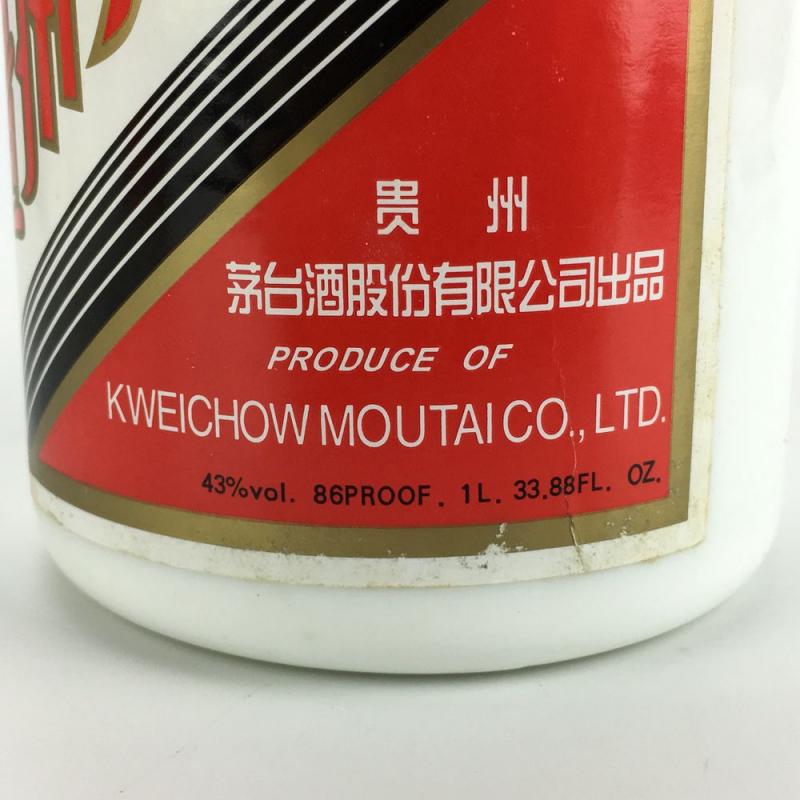 贵 州
茅台酒股份有限公司出品
PRODUCE OF
KWEICHOW MOUTAI CO., LTD.
43%vol. 86PROOF. 1L. 33.88FL. OZ.